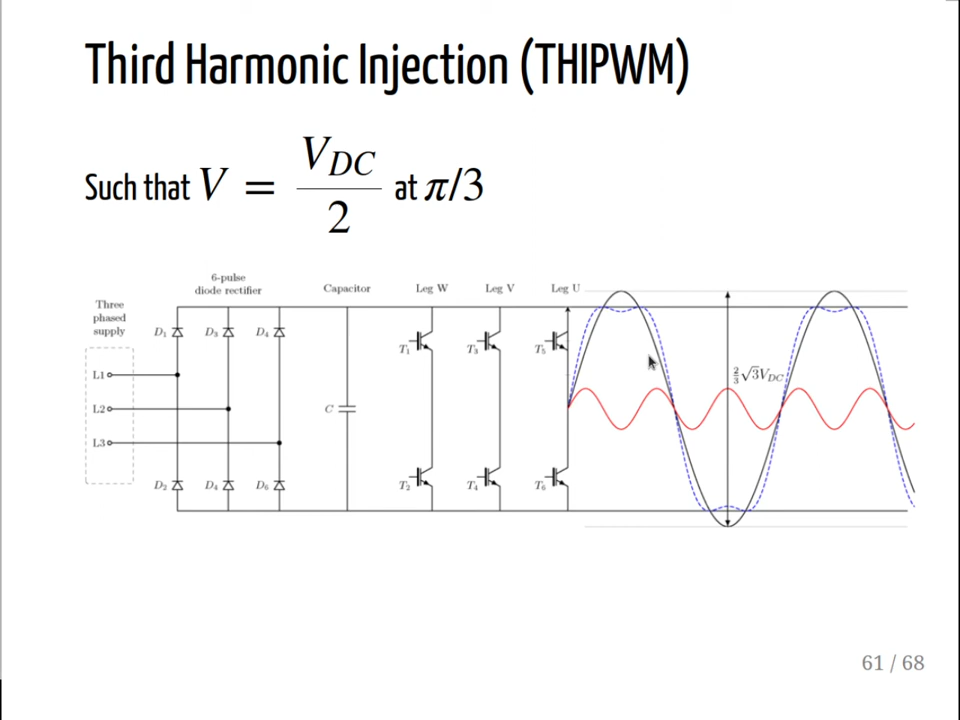 Third Harmonic Injection (THIPWM)
Such that V = V_DC / 2 at π/3
6-pulse
diode rectifier
Capacitor
Leg W
Leg V
Leg U
Three
phased
supply
D₁
D₃
D₄
T₁
T₃
T₅
L1
2/3 √3V_DC
L2
C
L3
D₂
D₄
D₆
T₂
T₄
T₆
61 / 68